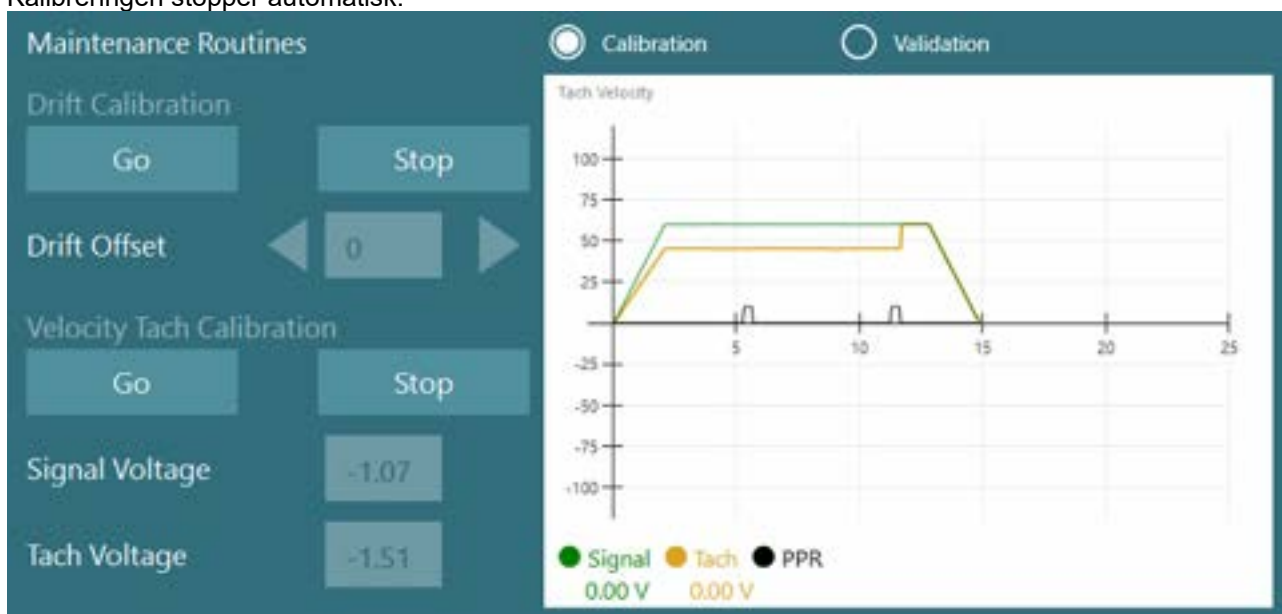 Kalibreringen stopper automatisk.
Maintenance Routines
Calibration
Validation
Drift Calibration
Go
Stop
Drift Offset
0
Velocity Tach Calibration
Go
Stop
Signal Voltage
-1.07
Tach Voltage
-1.51
Tach Velocity
100
75
50
25
5
10
15
20
25
-25
-50
-75
-100
Signal
Tach
PPR
0.00 V
0.00 V